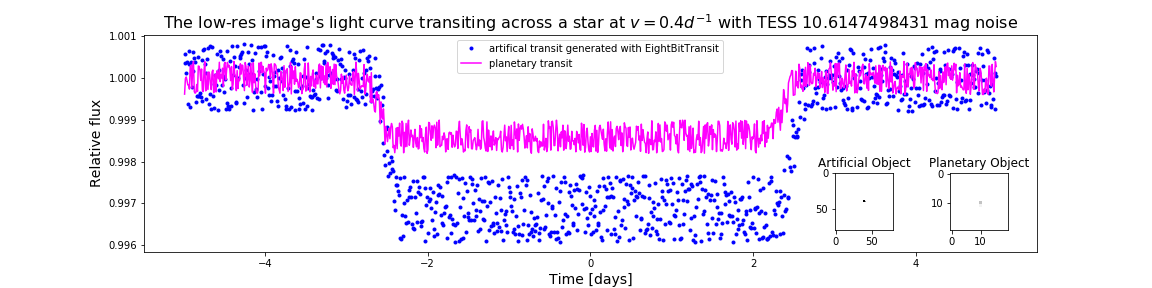 The low-res image's light curve transiting across a star at v = 0.4d⁻¹ with TESS 10.6147498431 mag noise
artifical transit generated with EightBitTransit
planetary transit
Relative flux
1.001
1.000
0.999
0.998
0.997
0.996
Artificial Object
0
50
0 50
Planetary Object
0
10
0 10
−4 −2 0 2 4
Time [days]